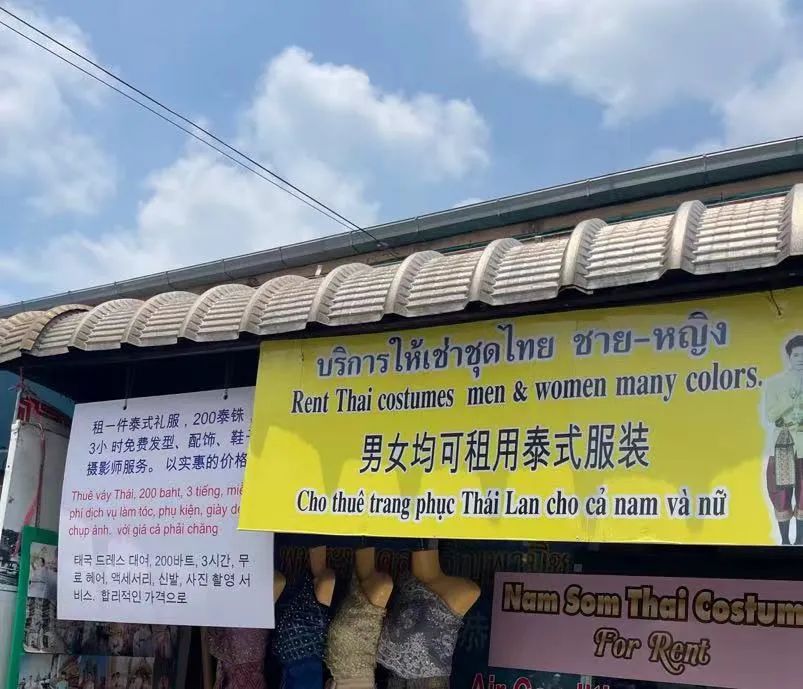 บริการให้เช่าชุดไทย ชาย-หญิง
Rent Thai costumes men & women many colors.
男女均可租用泰式服装
Cho thuê trang phục Thái Lan cho cả nam và nữ
租一件泰式礼服，200泰铢，
3小时免费发型、配饰、鞋子
摄影师服务。以实惠的价格
Thuê váy Thái, 200 baht, 3 tiếng,
phí dịch vụ làm tóc, phụ kiện, giày
chụp ảnh. với giá cả phải chăng
태국 드레스 대여, 200바트, 3시간, 무
료 헤어, 액세서리, 신발, 사진 촬영 서
비스. 합리적인 가격으로
Nam Som Thai
For Rent